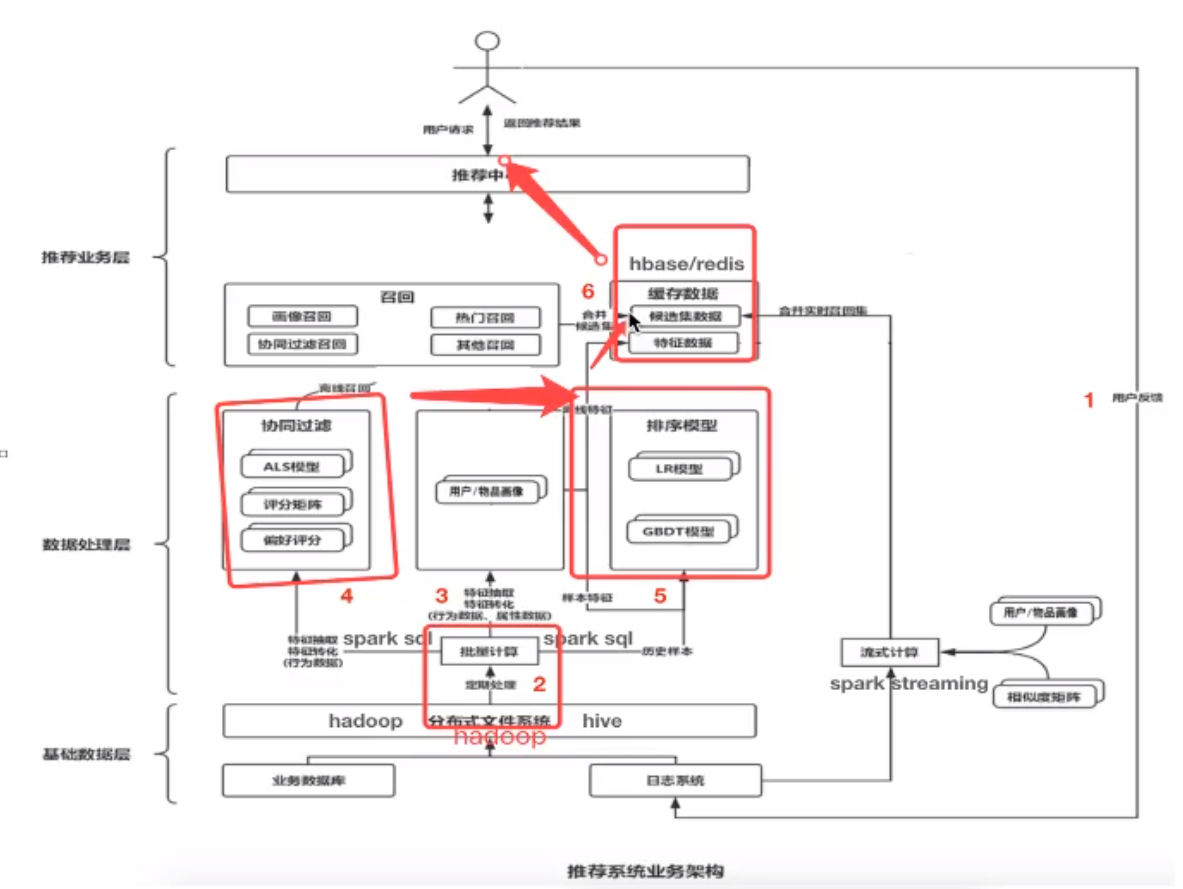 用户请求
返回推荐结果
推荐中心
推荐业务层
hbase/redis
召回
6
缓存数据
画像召回
热门召回
合并
候选集
候选集数据
合并实时召回集
协同过滤召回
其他召回
特征数据
离线召回
1
用户反馈
离线特征
协同过滤
排序模型
ALS模型
用户/物品画像
LR模型
评分矩阵
偏好评分
GBDT模型
数据处理层
4
3
特征抽取
特征转化
(行为数据、属性数据)
样本特征
5
用户/物品画像
特征抽取
特征转化
(行为数据)
spark sql
批量计算
spark sql
历史样本
流式计算
定期处理
2
spark streaming
相似度矩阵
hadoop
分布式文件系统
hive
hadoop
基础数据层
业务数据库
日志系统
推荐系统业务架构